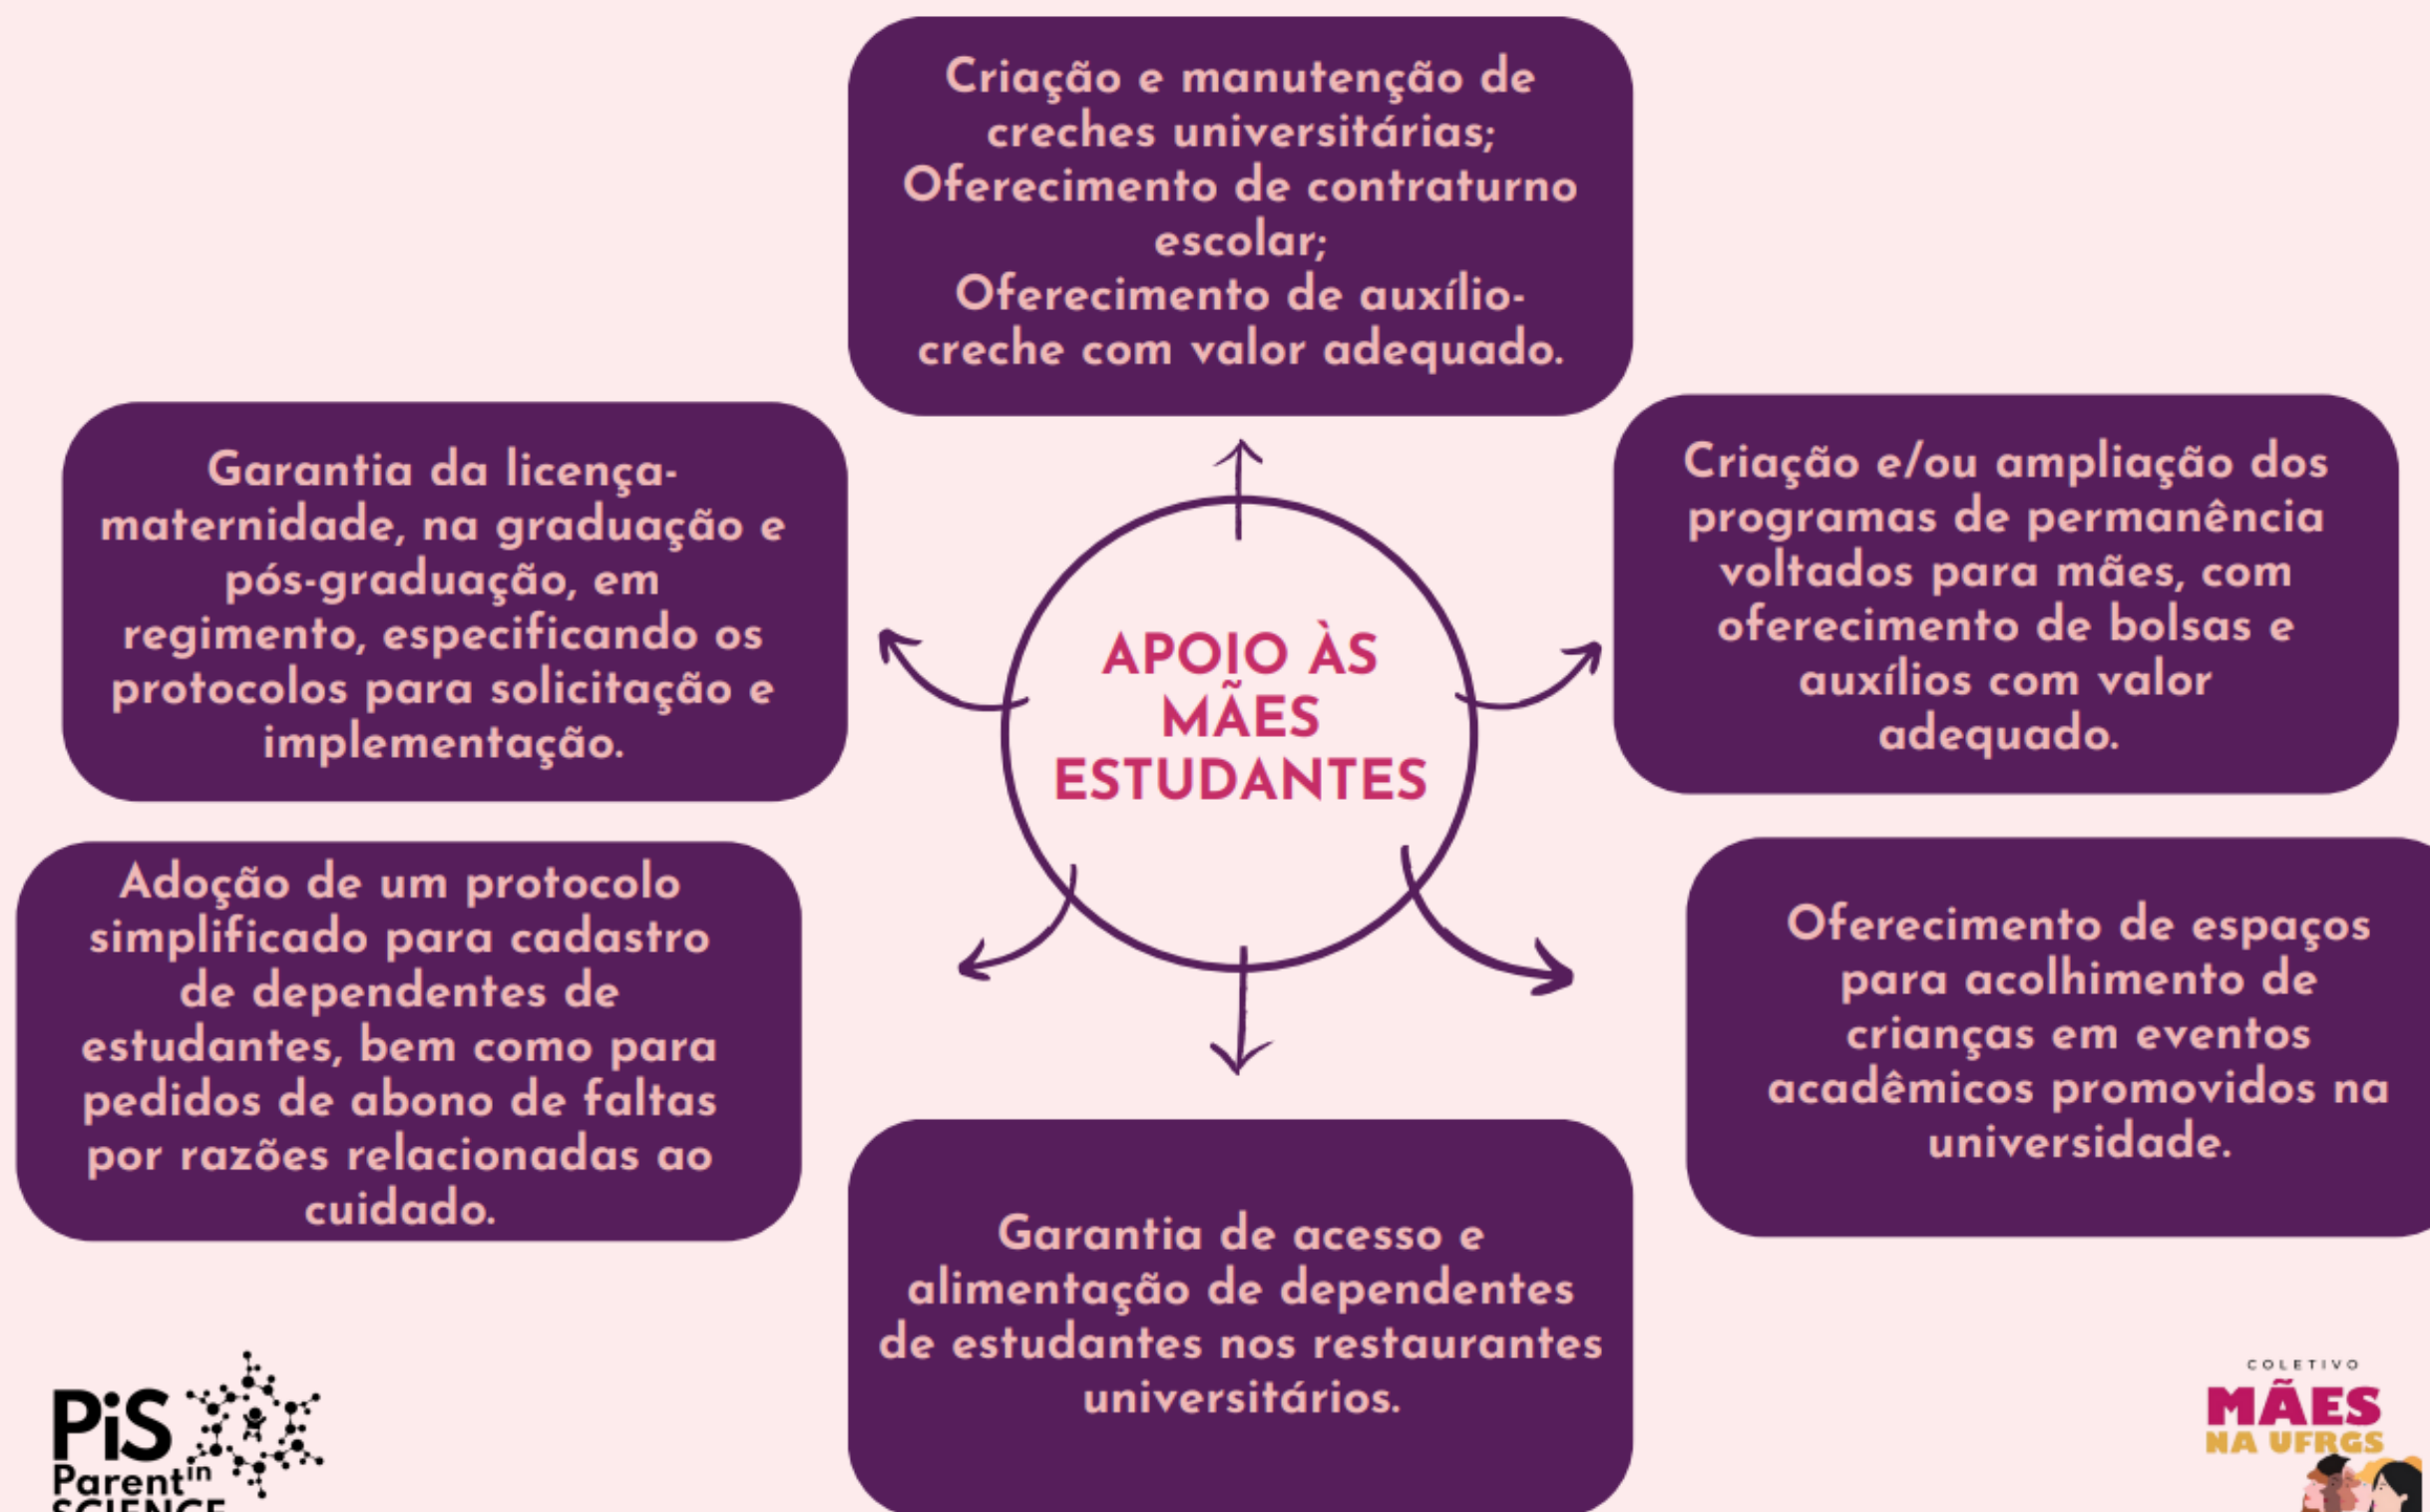 Criação e manutenção de
creches universitárias;
Oferecimento de contraturno
escolar;
Oferecimento de auxílio-
creche com valor adequado.
Garantia da licença-
maternidade, na graduação e
pós-graduação, em
regimento, especificando os
protocolos para solicitação e
implementação.
Criação e/ou ampliação dos
programas de permanência
voltados para mães, com
oferecimento de bolsas e
auxílios com valor
adequado.
APOIO ÀS
MÃES
ESTUDANTES
Adoção de um protocolo
simplificado para cadastro
de dependentes de
estudantes, bem como para
pedidos de abono de faltas
por razões relacionadas ao
cuidado.
Oferecimento de espaços
para acolhimento de
crianças em eventos
acadêmicos promovidos na
universidade.
Garantia de acesso e
alimentação de dependentes
de estudantes nos restaurantes
universitários.
PiS
Parent in
SCIENCE
COLETIVO
MÃES
NA UFRGS